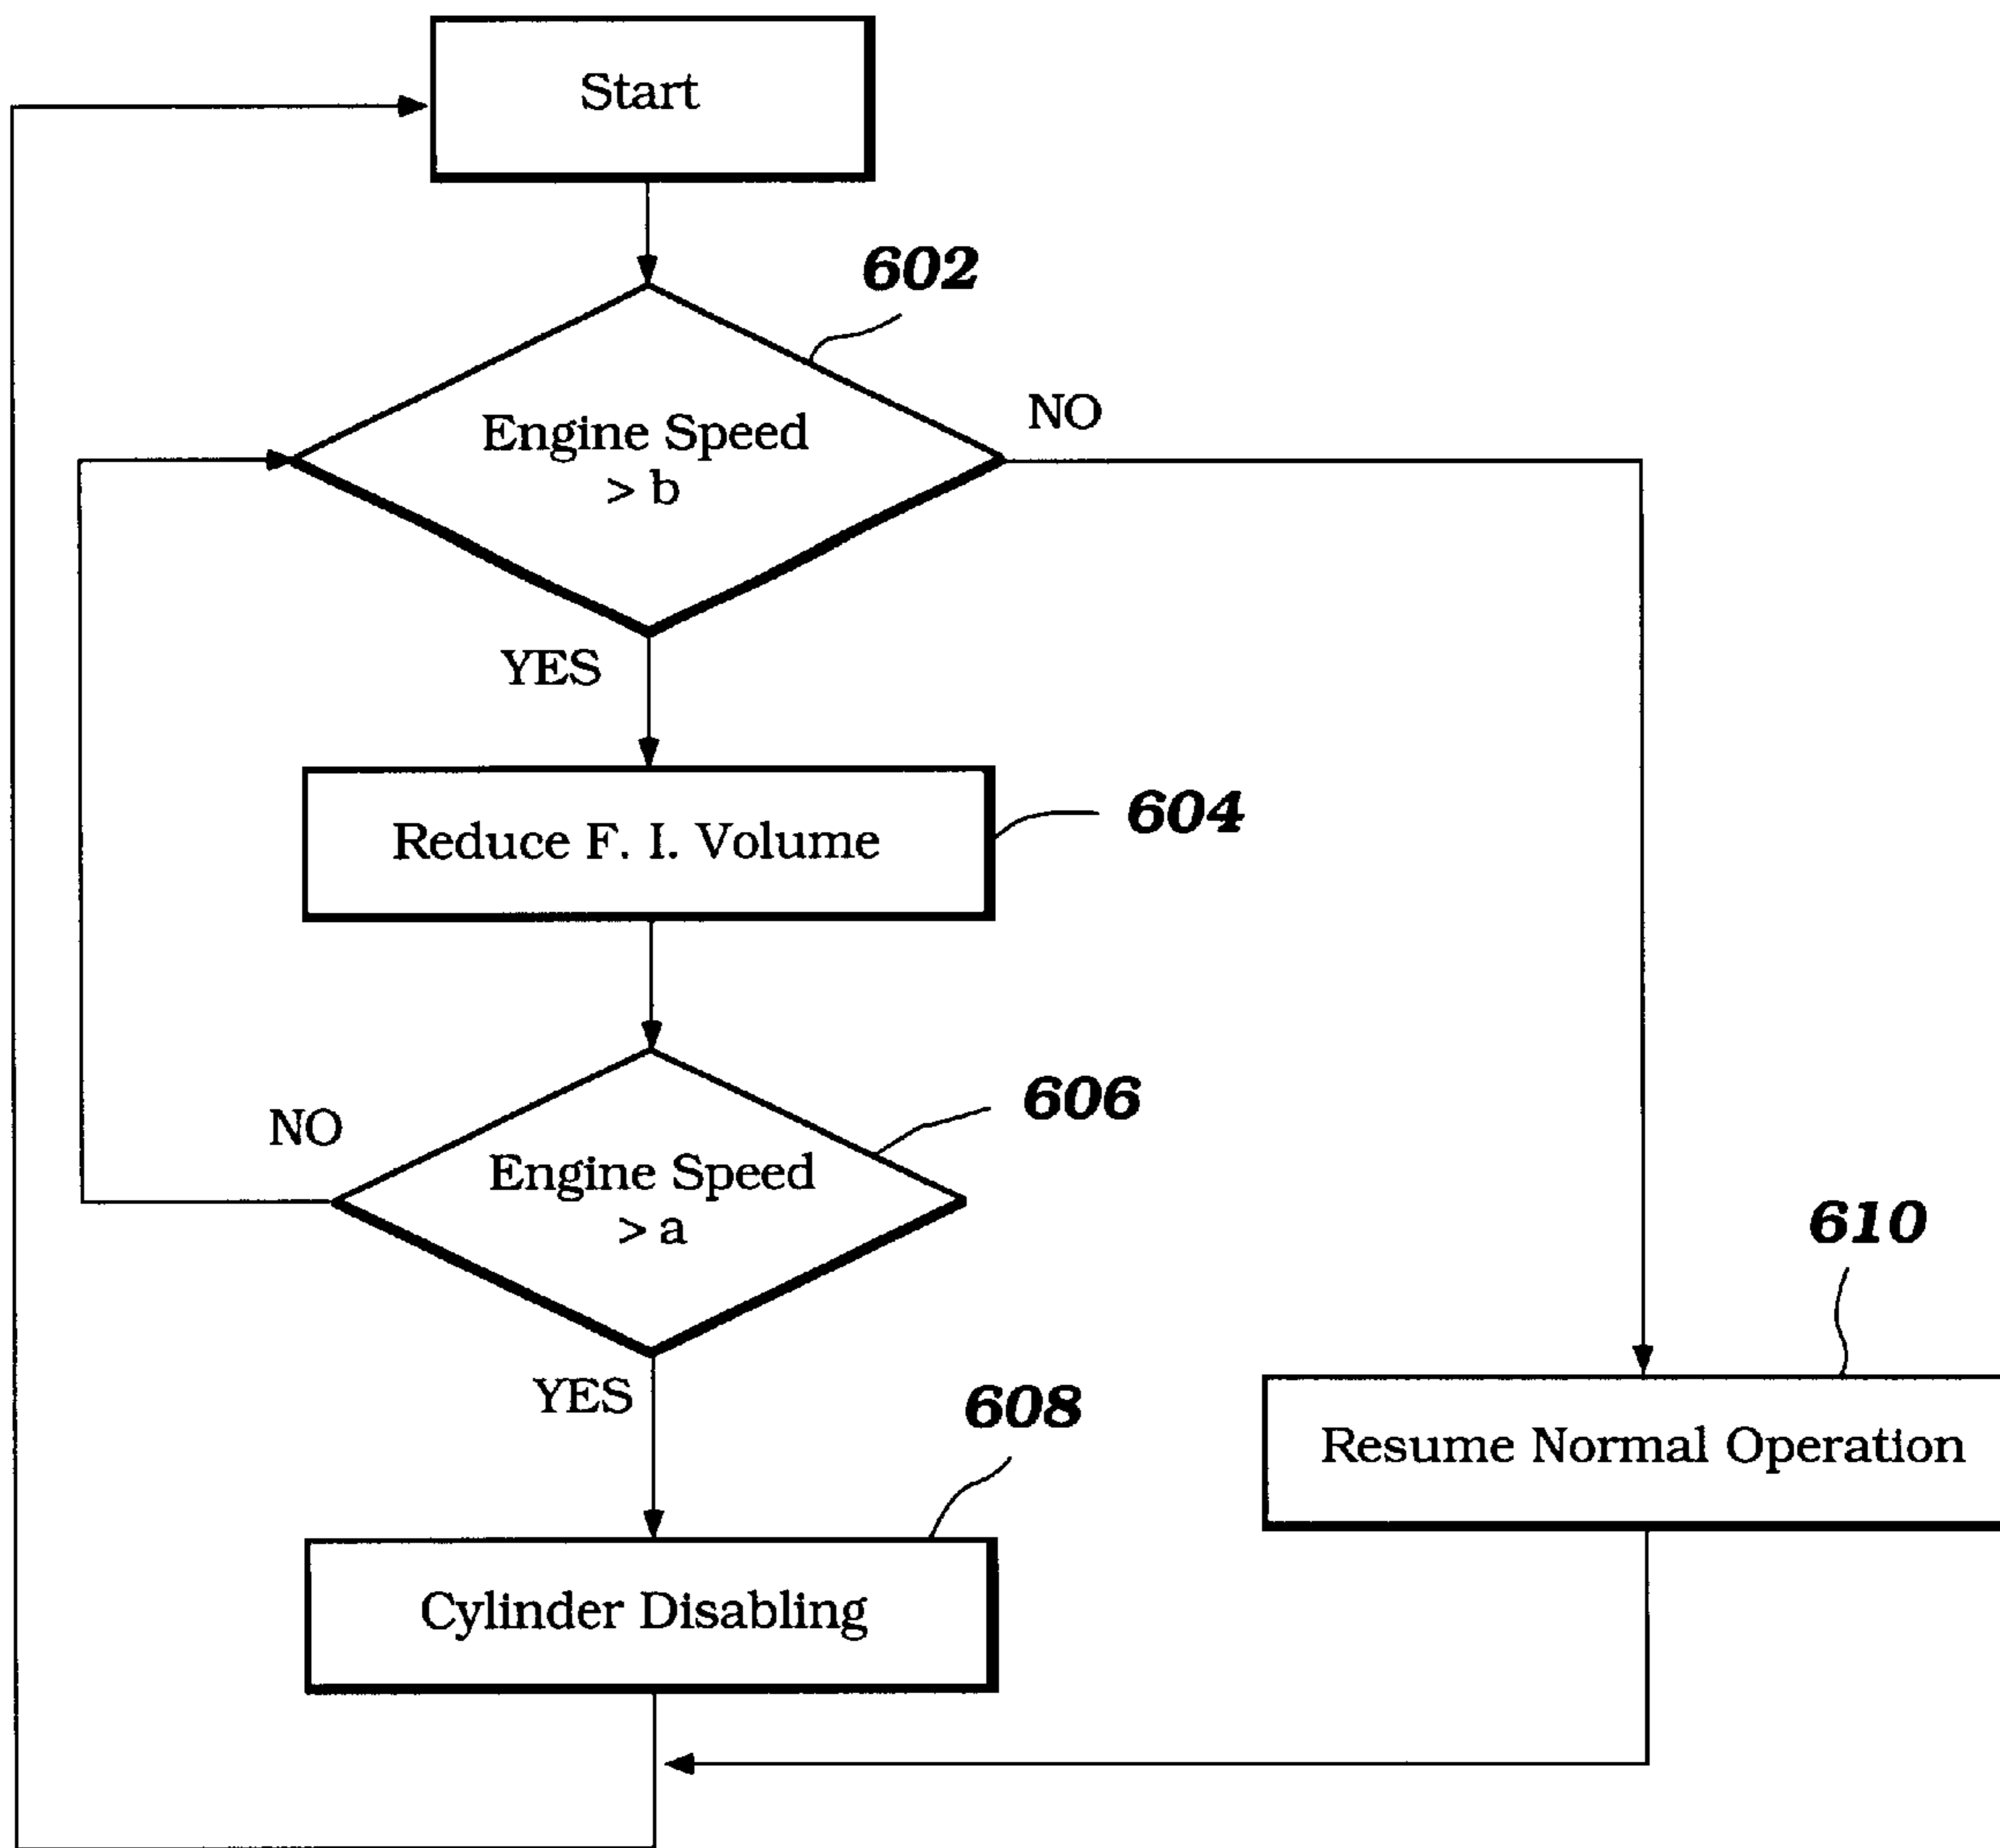 Start
602
Engine Speed
> b
NO
YES
Reduce F. I. Volume
604
606
NO
Engine Speed
> a
610
YES
608
Resume Normal Operation
Cylinder Disabling